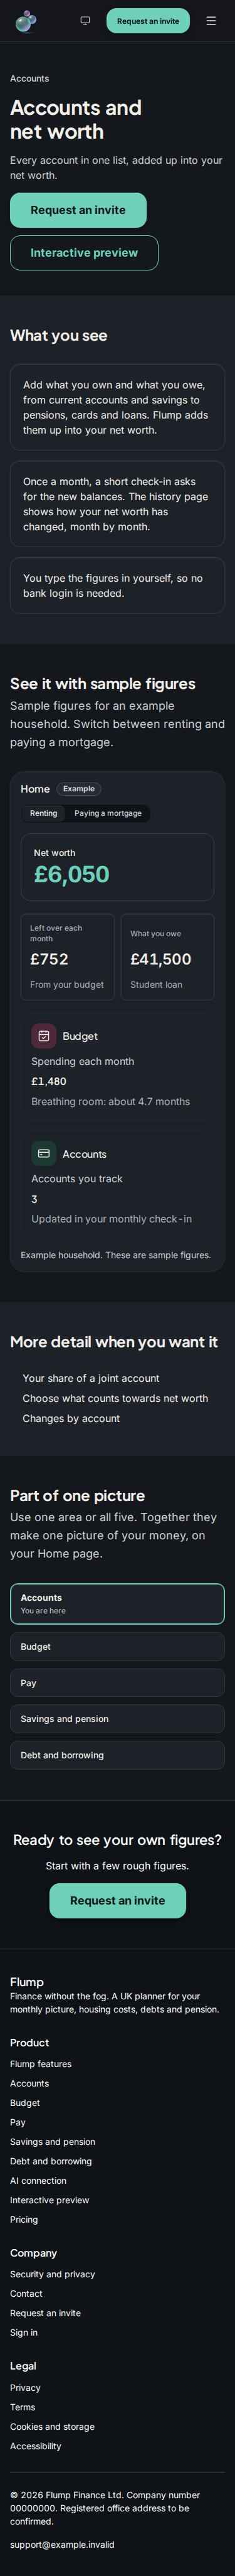 Request an invite
Accounts
Accounts and
net worth
Every account in one list, added up into your
net worth.
Request an invite
Interactive preview
What you see
Add what you own and what you owe,
from current accounts and savings to
pensions, cards and loans. Flump adds
them up into your net worth.
Once a month, a short check-in asks
for the new balances. The history page
shows how your net worth has
changed, month by month.
You type the figures in yourself, so no
bank login is needed.
See it with sample figures
Sample figures for an example
household. Switch between renting and
paying a mortgage.
Home Example
Renting Paying a mortgage
Net worth
£6,050
Left over each
month
£752
From your budget
What you owe
£41,500
Student loan
Budget
Spending each month
£1,480
Breathing room: about 4.7 months
Accounts
Accounts you track
3
Updated in your monthly check-in
Example household. These are sample figures.
More detail when you want it
Your share of a joint account
Choose what counts towards net worth
Changes by account
Part of one picture
Use one area or all five. Together they
make one picture of your money, on
your Home page.
Accounts
You are here
Budget
Pay
Savings and pension
Debt and borrowing
Ready to see your own figures?
Start with a few rough figures.
Request an invite
Flump
Finance without the fog. A UK planner for your
monthly picture, housing costs, debts and pension.
Product
Flump features
Accounts
Budget
Pay
Savings and pension
Debt and borrowing
AI connection
Interactive preview
Pricing
Company
Security and privacy
Contact
Request an invite
Sign in
Legal
Privacy
Terms
Cookies and storage
Accessibility
© 2026 Flump Finance Ltd. Company number
00000000. Registered office address to be
confirmed.
support@example.invalid